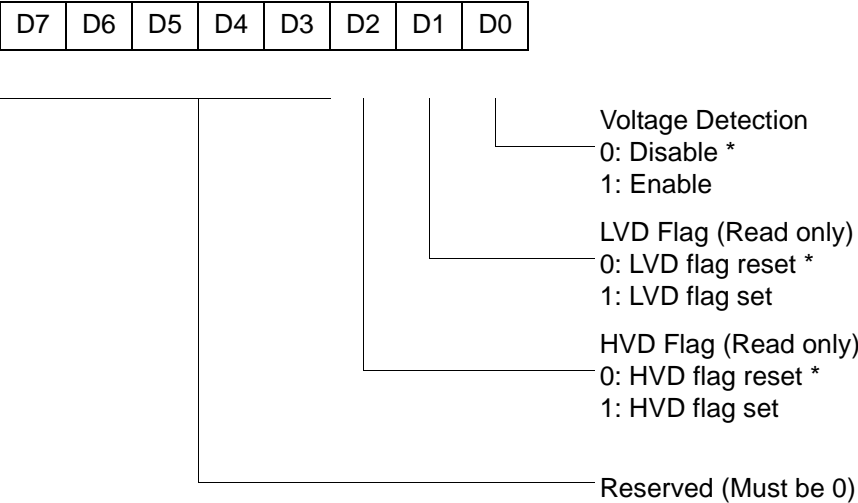 D7 D6 D5 D4 D3 D2 D1 D0
Voltage Detection
0: Disable *
1: Enable
LVD Flag (Read only)
0: LVD flag reset *
1: LVD flag set
HVD Flag (Read only)
0: HVD flag reset *
1: HVD flag set
Reserved (Must be 0)